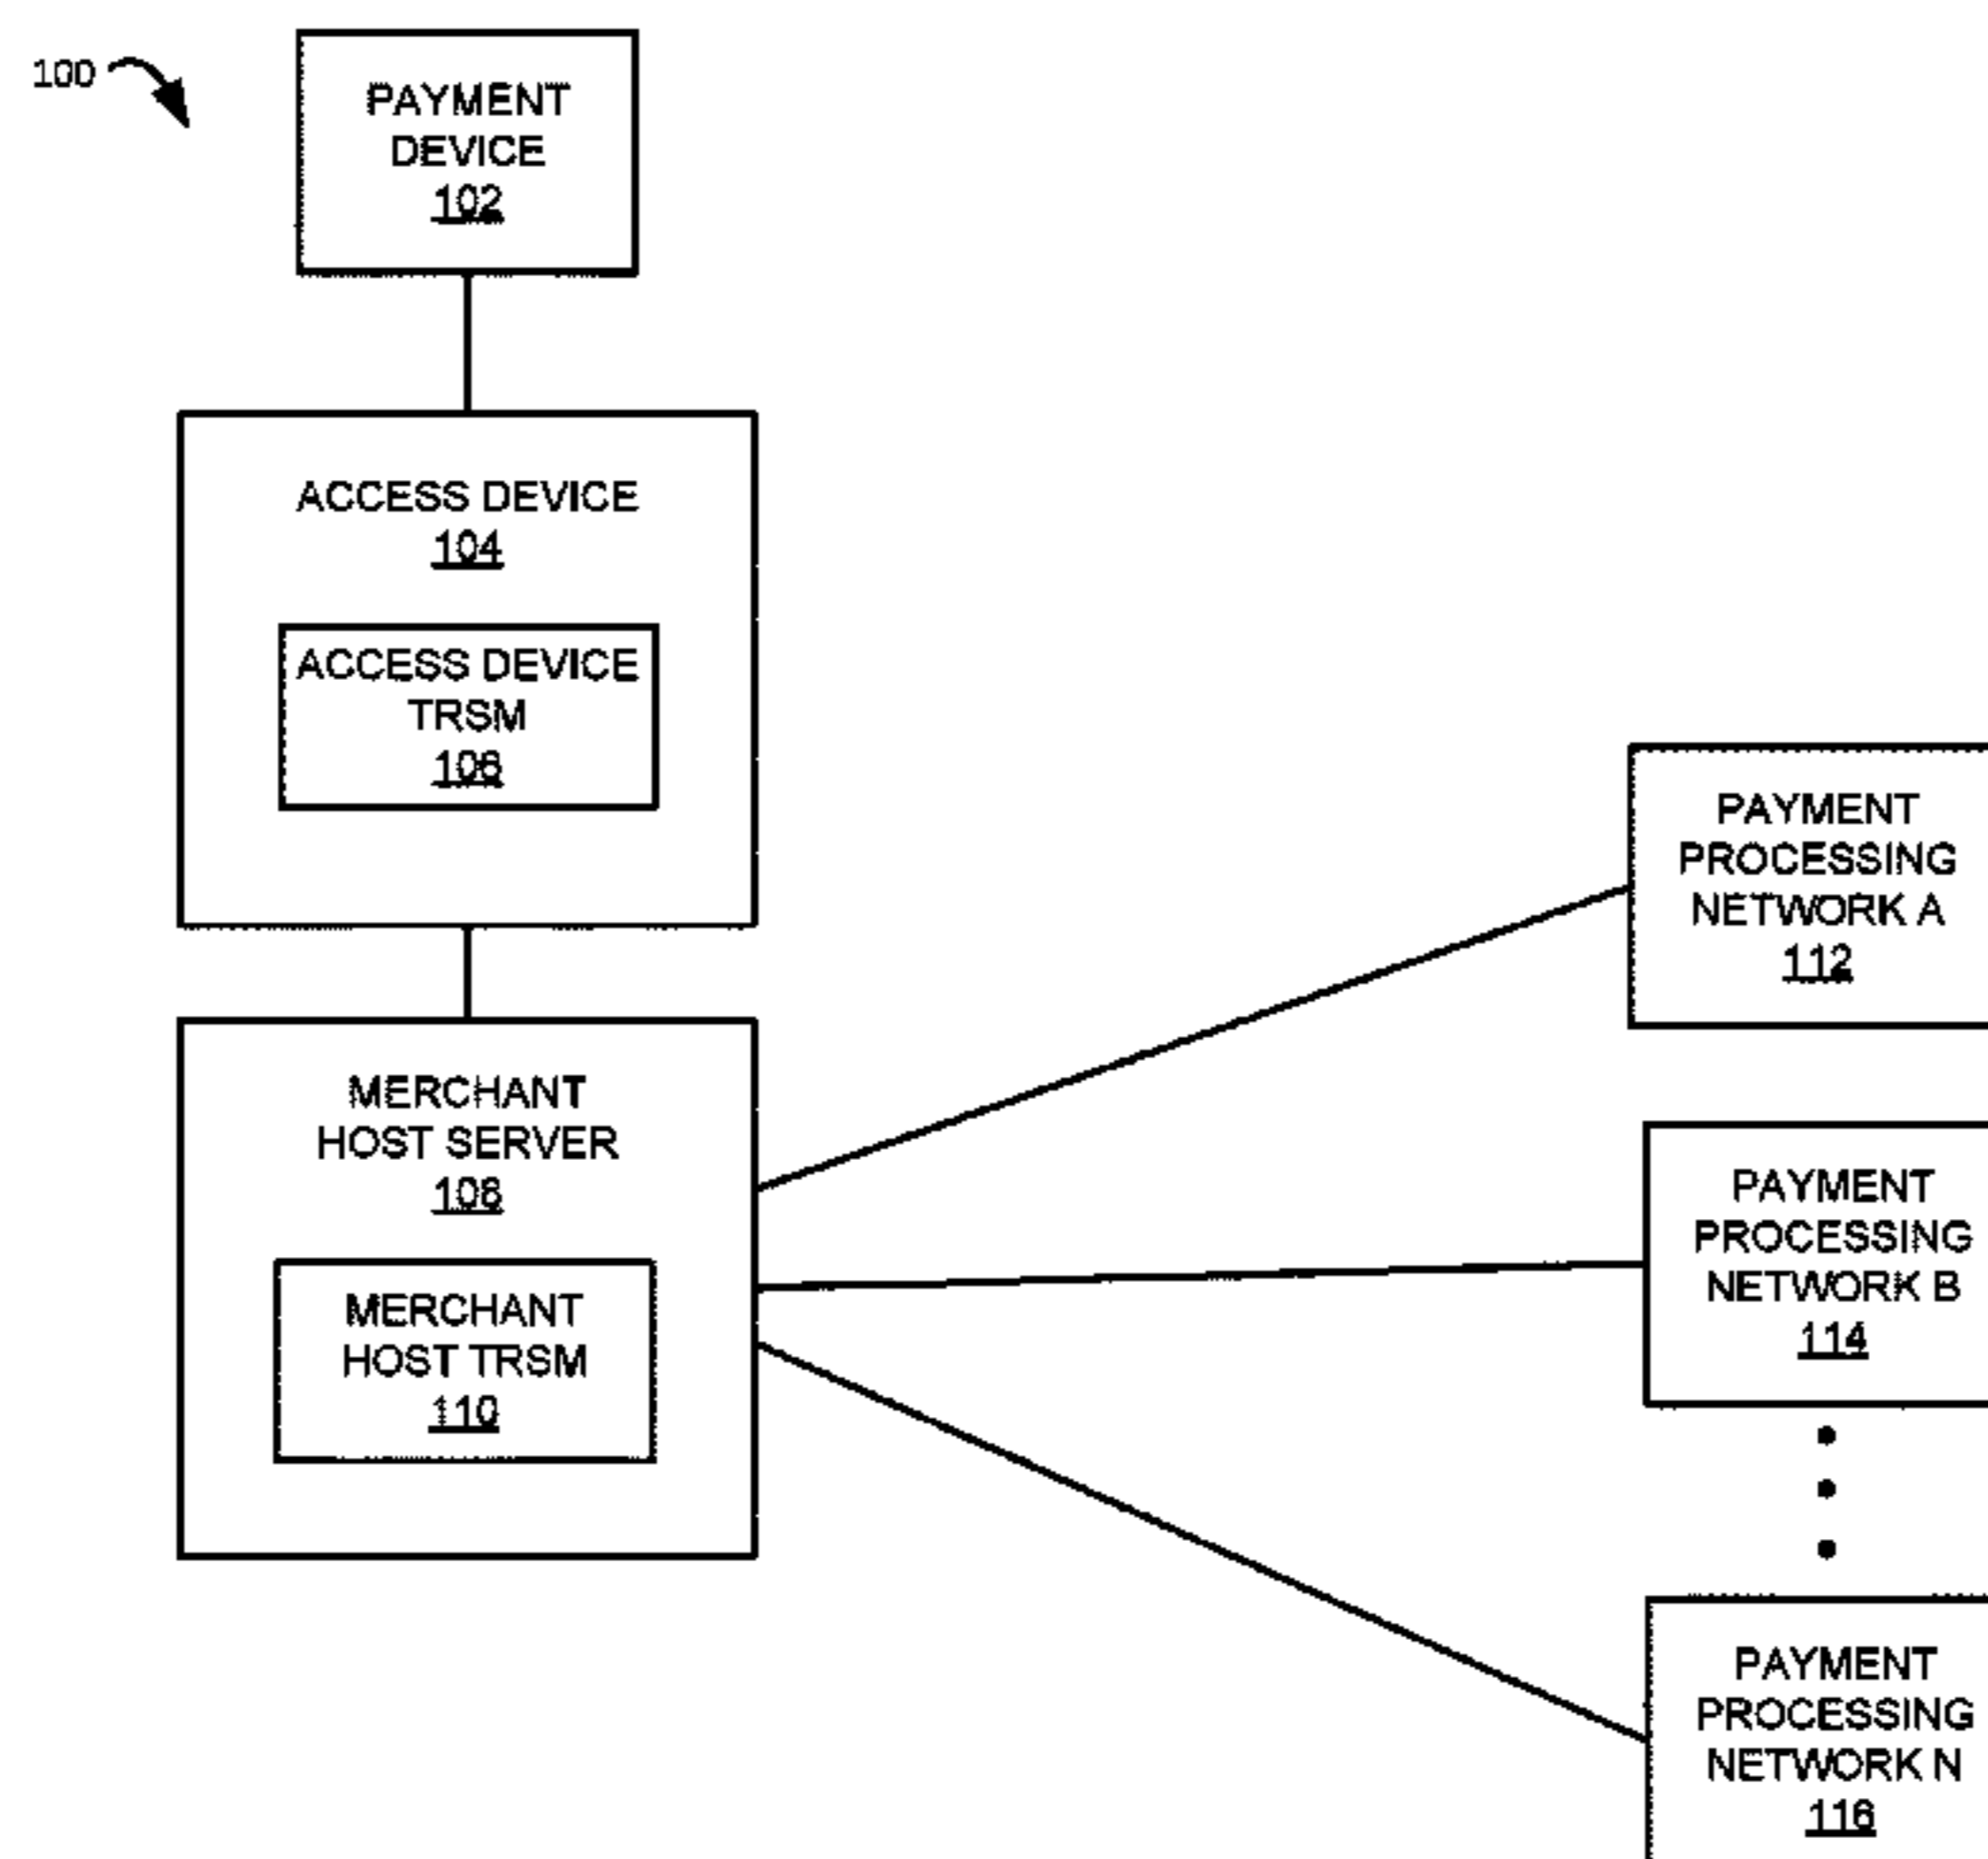 100
PAYMENT
DEVICE
102
ACCESS DEVICE
104
ACCESS DEVICE
TRSM
106
MERCHANT
HOST SERVER
108
MERCHANT
HOST TRSM
110
PAYMENT
PROCESSING
NETWORK A
112
PAYMENT
PROCESSING
NETWORK B
114
PAYMENT
PROCESSING
NETWORK N
116